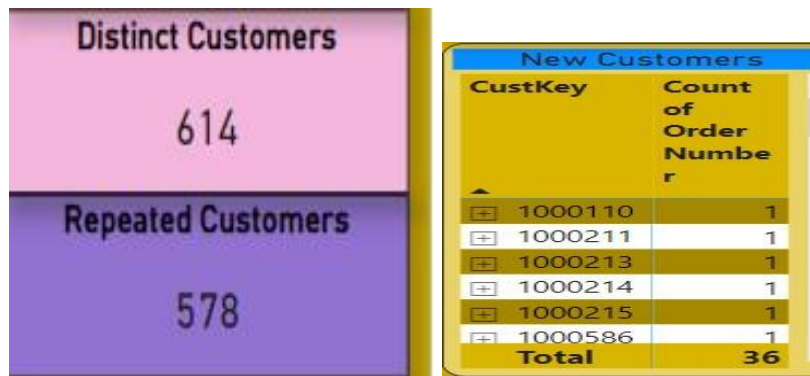 Distinct Customers
614
Repeated Customers
578
New Customers
CustKey Count
of
Order
Numbe
r
1000110 1
1000211 1
1000213 1
1000214 1
1000215 1
1000586 1
Total 36